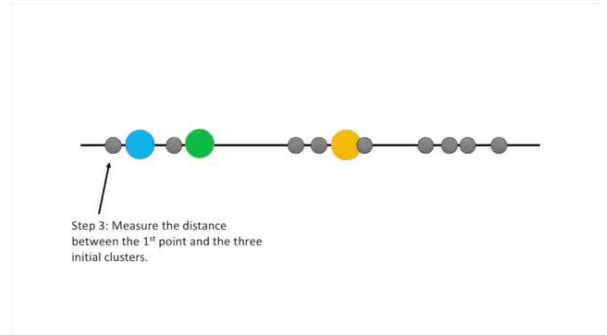 Step 3: Measure the distance
between the 1st point and the three
initial clusters.